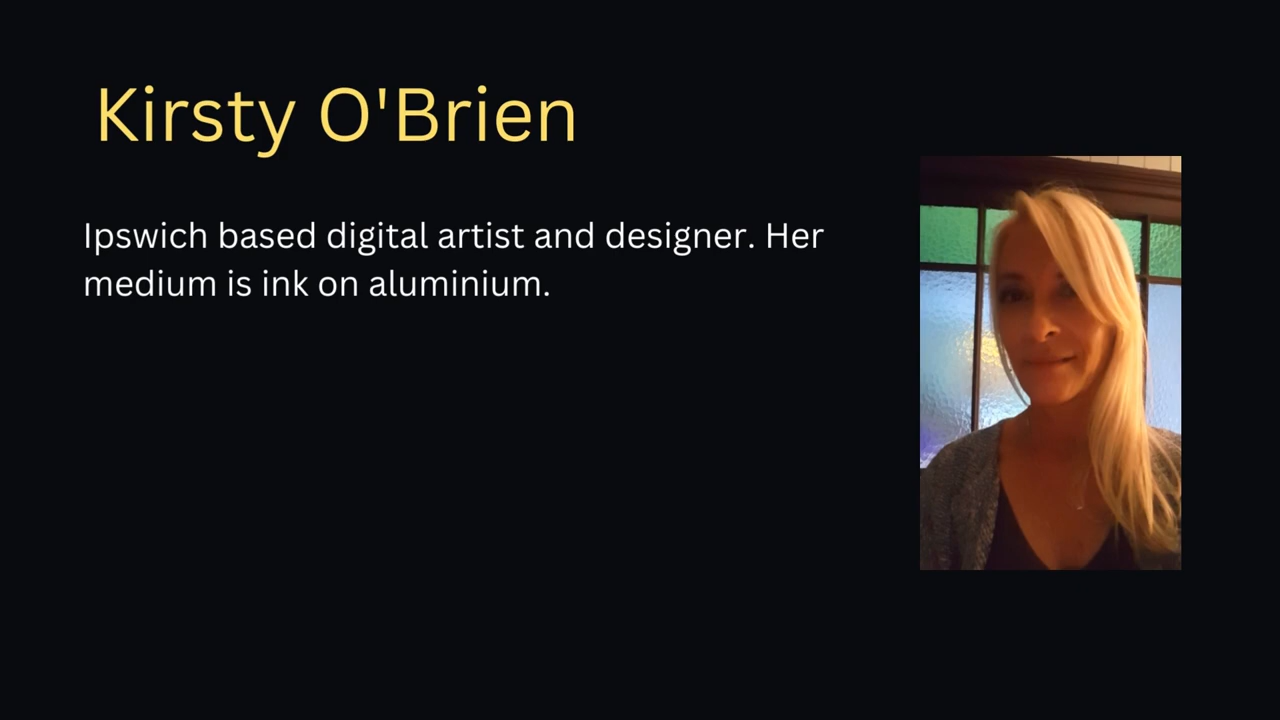 Kirsty O'Brien
Ipswich based digital artist and designer. Her
medium is ink on aluminium.